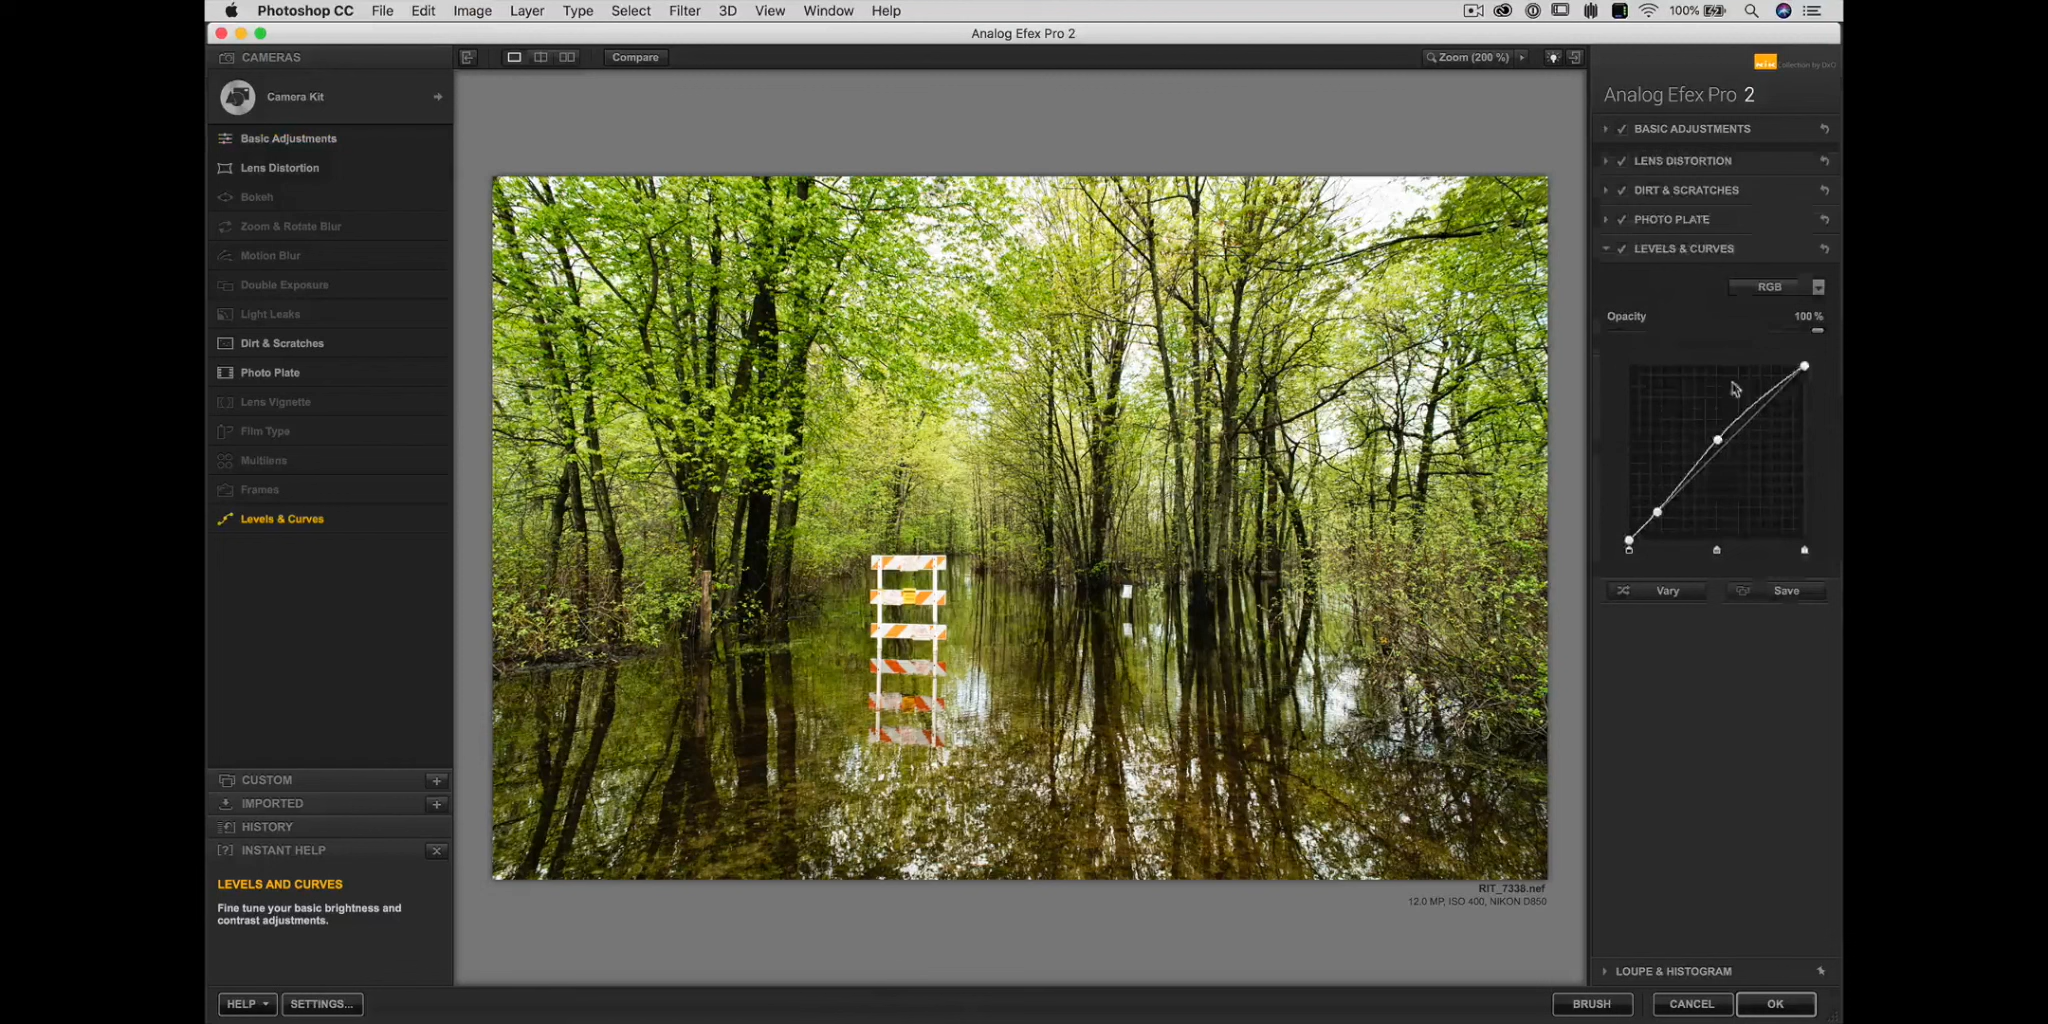 Photoshop CC File Edit Image Layer Type Select Filter 3D View Window Help 100%
Analog Efex Pro 2
CAMERAS
Compare
Zoom (200 %)
Collection by DxO
Camera Kit
Analog Efex Pro 2
Basic Adjustments
Lens Distortion
Bokeh
Zoom & Rotate Blur
Motion Blur
Double Exposure
Light Leaks
Dirt & Scratches
Photo Plate
Lens Vignette
Film Type
Multilens
Frames
Levels & Curves
BASIC ADJUSTMENTS
LENS DISTORTION
DIRT & SCRATCHES
PHOTO PLATE
LEVELS & CURVES
RGB
Opacity 100 %
Vary Save
CUSTOM
IMPORTED
HISTORY
[?] INSTANT HELP
LEVELS AND CURVES
Fine tune your basic brightness and
contrast adjustments.
RIT_7338.nef
12.0 MP, ISO 400, NIKON D850
LOUPE & HISTOGRAM
HELP SETTINGS... BRUSH CANCEL OK